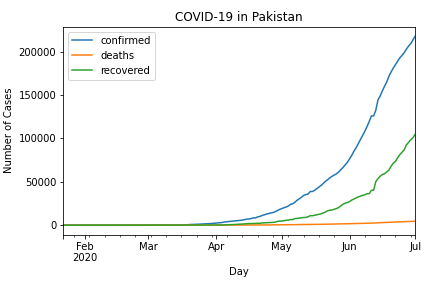 COVID-19 in Pakistan
confirmed
deaths
recovered
Number of Cases
200000
150000
100000
50000
0
Feb
2020
Mar
Apr
May
Jun
Jul
Day